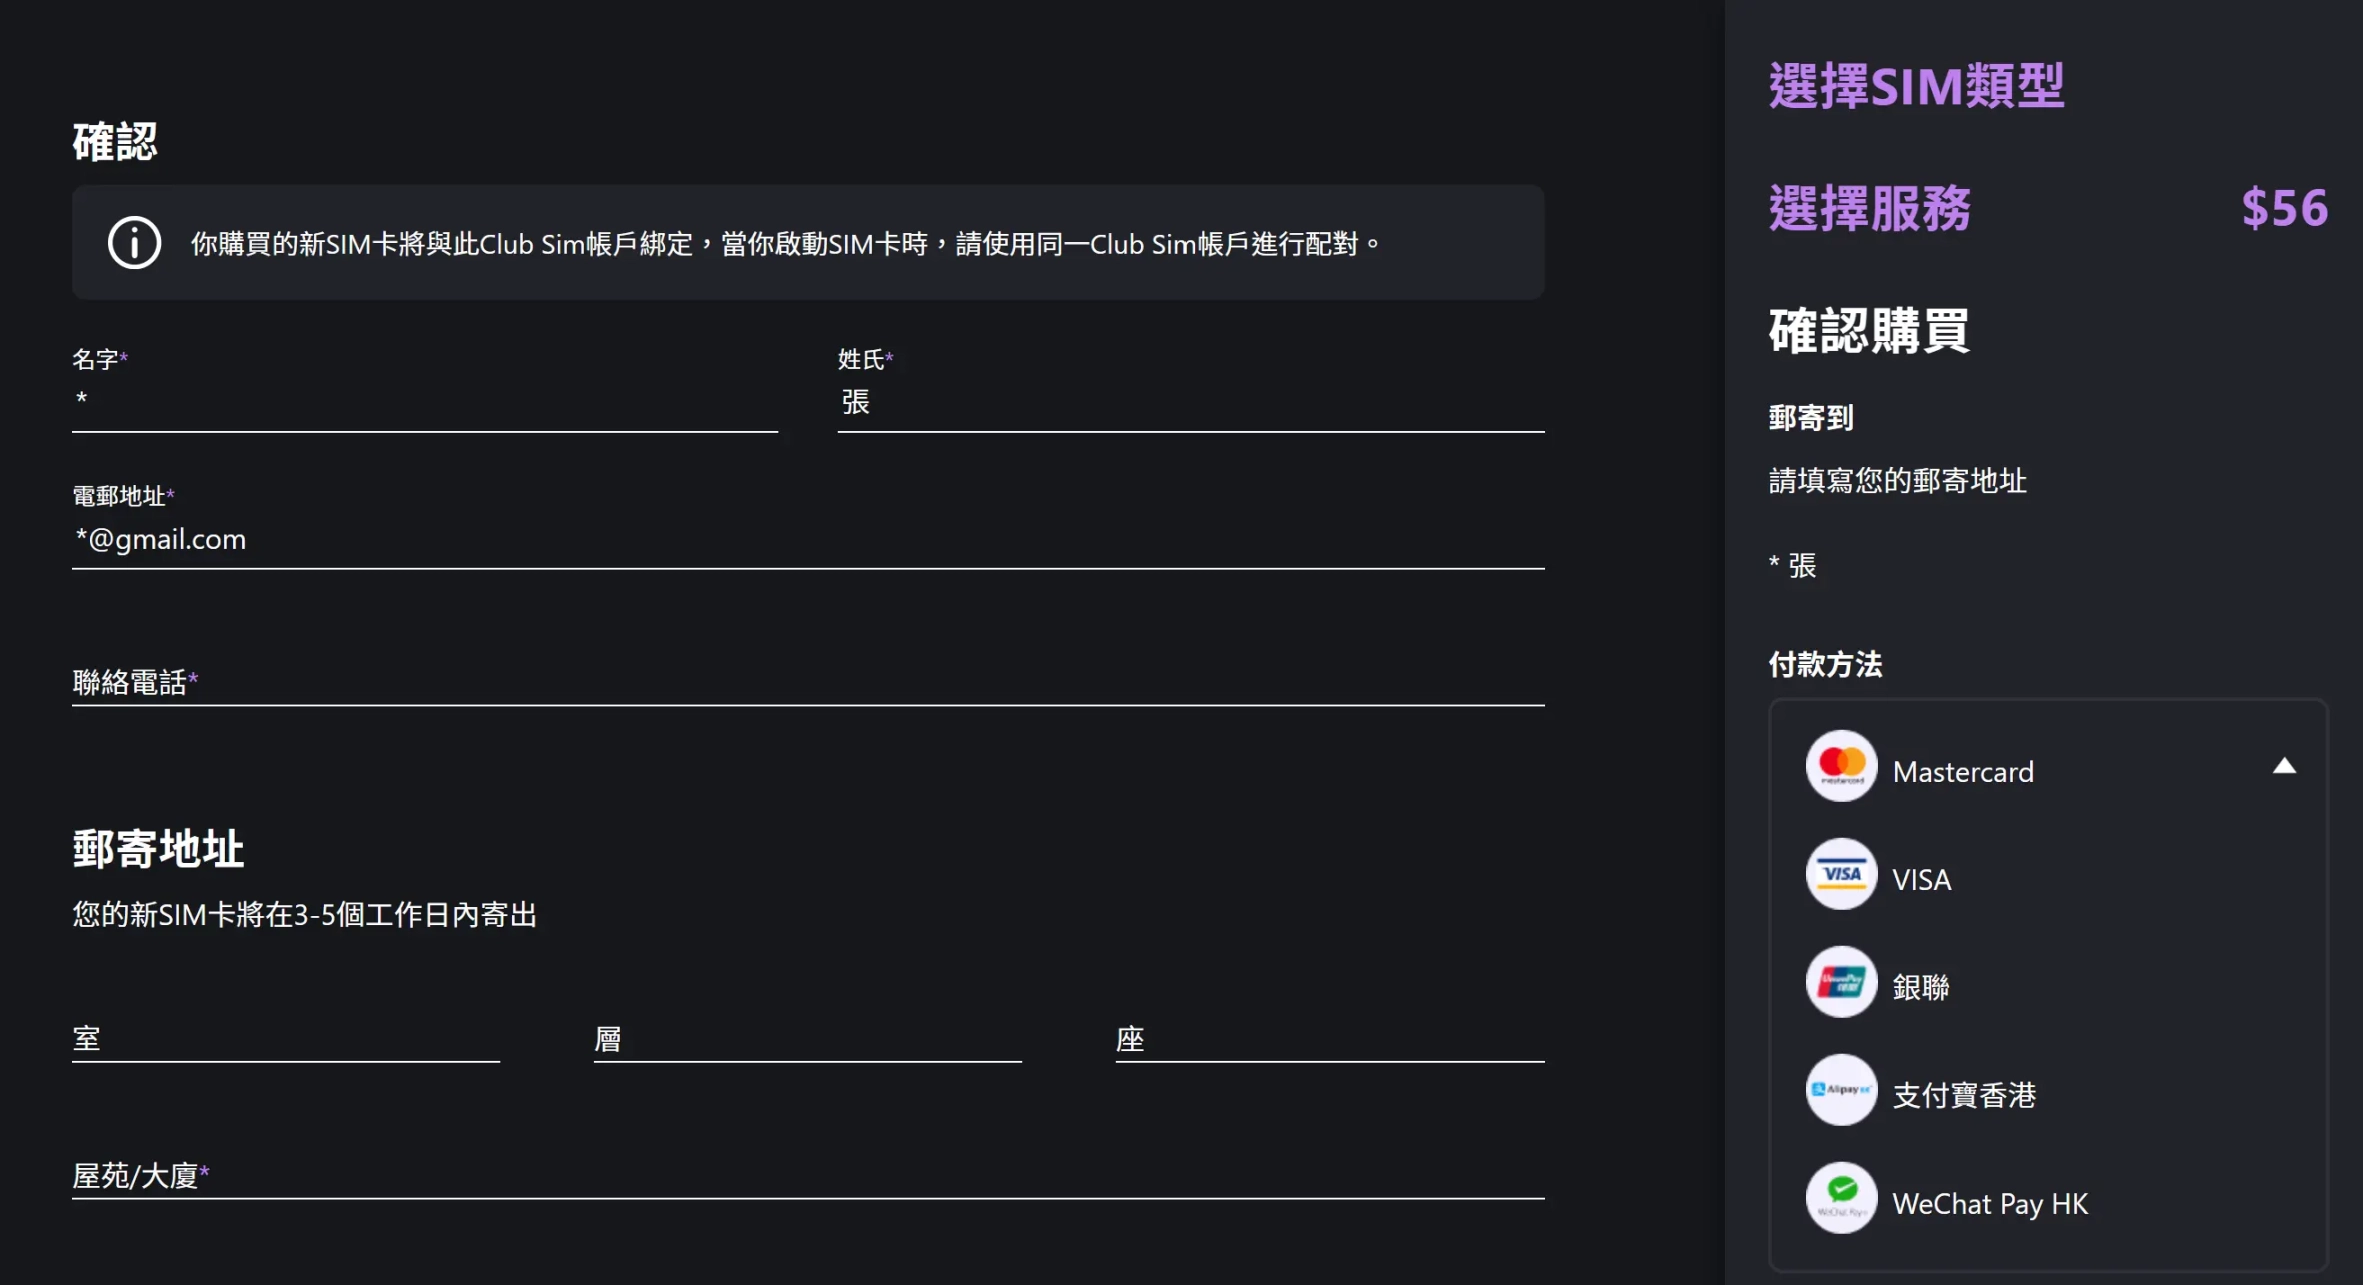 確認
你購買的新SIM卡將與此Club Sim帳戶綁定，當你啟動SIM卡時，請使用同一Club Sim帳戶進行配對。
名字*
*
姓氏*
張
電郵地址*
*@gmail.com
聯絡電話*
郵寄地址
您的新SIM卡將在3-5個工作日內寄出
室
層
座
屋苑/大廈*
選擇SIM類型
選擇服務 $56
確認購買
郵寄到
請填寫您的郵寄地址
* 張
付款方法
mastercard
Mastercard
VISA
VISA
UnionPay
銀聯
Alipay
支付寶香港
WeChat Pay
WeChat Pay HK